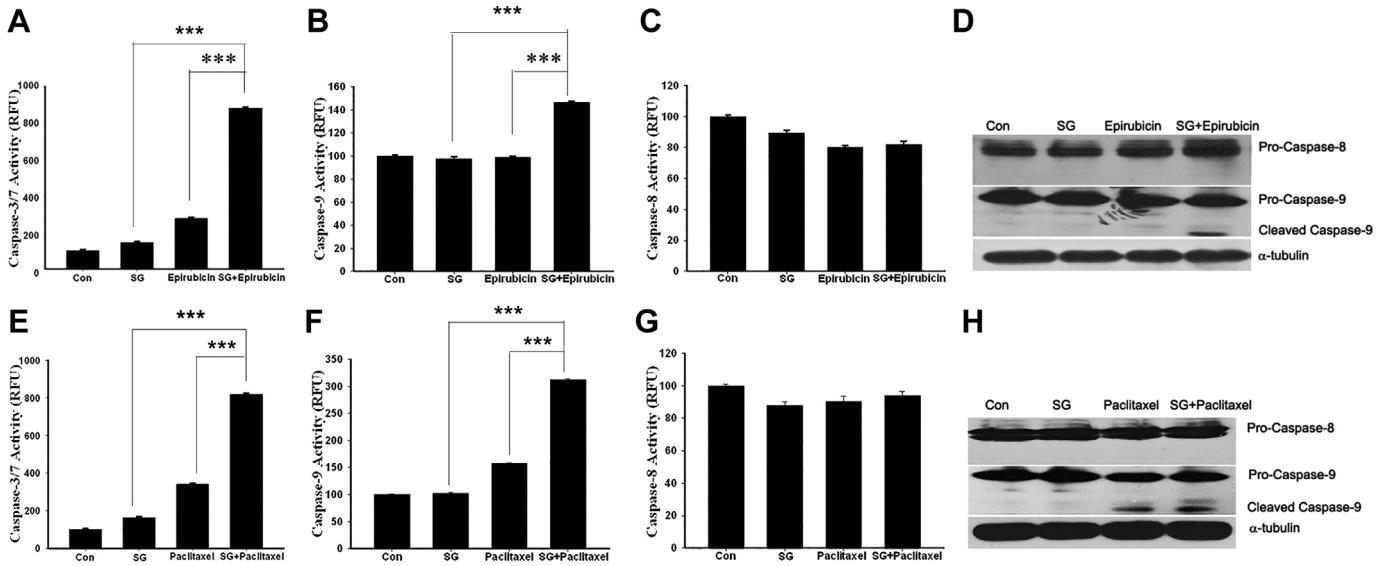 A
***
***
Caspase-3/7 Activity (RFU)
1000
800
600
400
200
0
Con
SG
Epirubicin
SG+Epirubicin
B
***
***
Caspase-9 Activity (RFU)
160
140
120
100
80
60
40
20
0
Con
SG
Epirubicin
SG+Epirubicin
C
Caspase-8 Activity (RFU)
120
100
80
60
40
20
0
Con
SG
Epirubicin
SG+Epirubicin
D
Con SG Epirubicin SG+Epirubicin
Pro-Caspase-8
Pro-Caspase-9
Cleaved Caspase-9
α-tubulin
E
***
***
Caspase-3/7 Activity (RFU)
1000
800
600
400
200
0
Con
SG
Paclitaxel
SG+Paclitaxel
F
***
***
Caspase-9 Activity (RFU)
350
300
250
200
150
100
50
0
Con
SG
Paclitaxel
SG+Paclitaxel
G
Caspase-8 Activity (RFU)
120
100
80
60
40
20
0
Con
SG
Paclitaxel
SG+Paclitaxel
H
Con SG Paclitaxel SG+Paclitaxel
Pro-Caspase-8
Pro-Caspase-9
Cleaved Caspase-9
α-tubulin